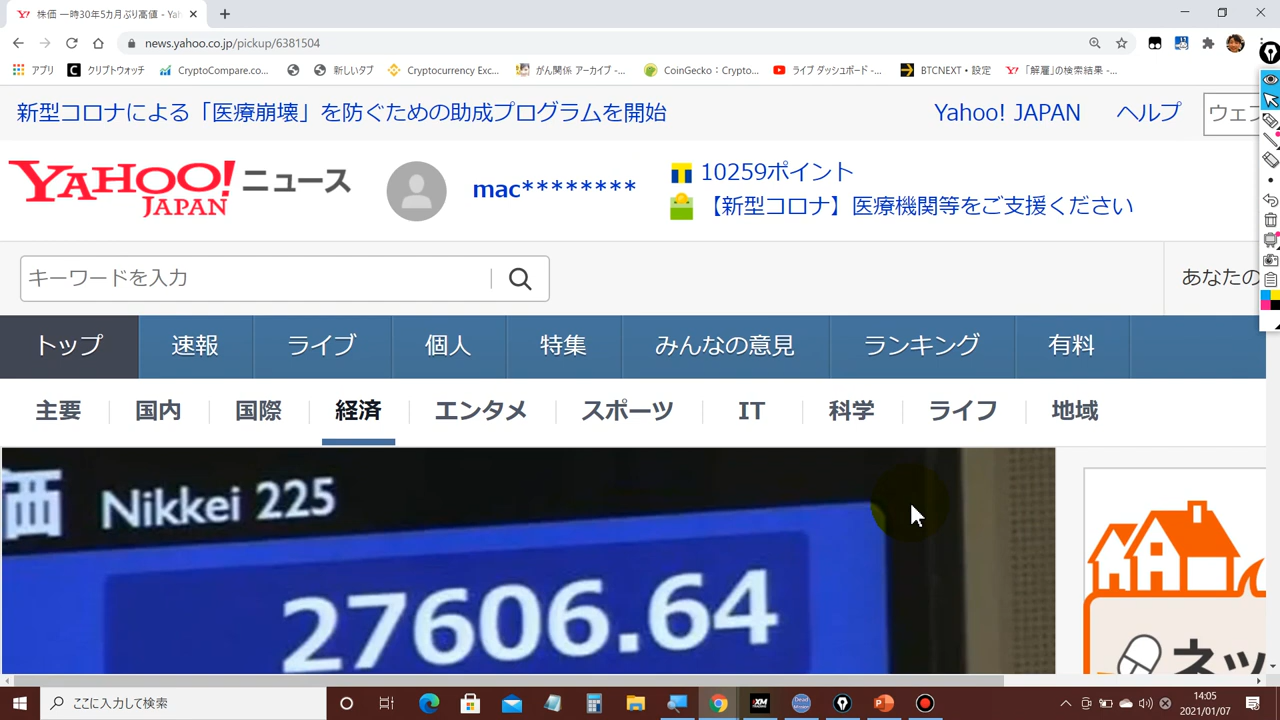 株価 一時30年5カ月ぶり高値 - Yah
news.yahoo.co.jp/pickup/6381504
アプリ クリプトウォッチ CryptoCompare.co... 新しいタブ Cryptocurrency Exc... がん関係 アーカイブ -... CoinGecko：Crypto... ライブ ダッシュボード -... BTCNEXT・設定 「解雇」の検索結果 -...
新型コロナによる「医療崩壊」を防ぐための助成プログラムを開始 Yahoo! JAPAN ヘルプ ウェブ
YAHOO! JAPAN ニュース
mac********
10259ポイント
【新型コロナ】医療機関等をご支援ください
キーワードを入力 あなたの
トップ 速報 ライブ 個人 特集 みんなの意見 ランキング 有料
主要 国内 国際 経済 エンタメ スポーツ IT 科学 ライフ 地域
価 Nikkei 225
27606.64
ネッ
ここに入力して検索
14:05
2021/01/07